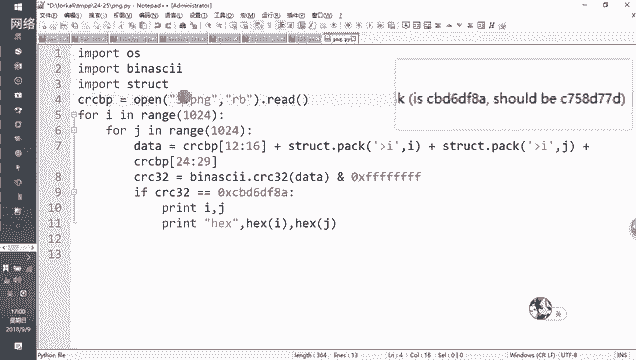 网络
"D:\torka\tmpp\24-25\png.py - Notepad++ [Administrator]
png.py
1 import os
2 import binascii
3 import struct
4 crcbp = open(" .png","rb").read()
5 for i in range(1024):
6 for j in range(1024):
7 data = crcbp[12:16] + struct.pack('>i',i) + struct.pack('>i',j) +
crcbp[24:29]
8 crc32 = binascii.crc32(data) & 0xffffffff
9 if crc32 == 0xcbd6df8a:
10 print i,j
11 print "hex",hex(i),hex(j)
12
13
k (is cbd6df8a, should be c758d77d)
17:00
星期日
2018/9/9
Python file
length : 364 lines : 13
Ln : 4 Col : 16 Sel : 0 | 0
Windows (CR LF)
UTF-8
INS